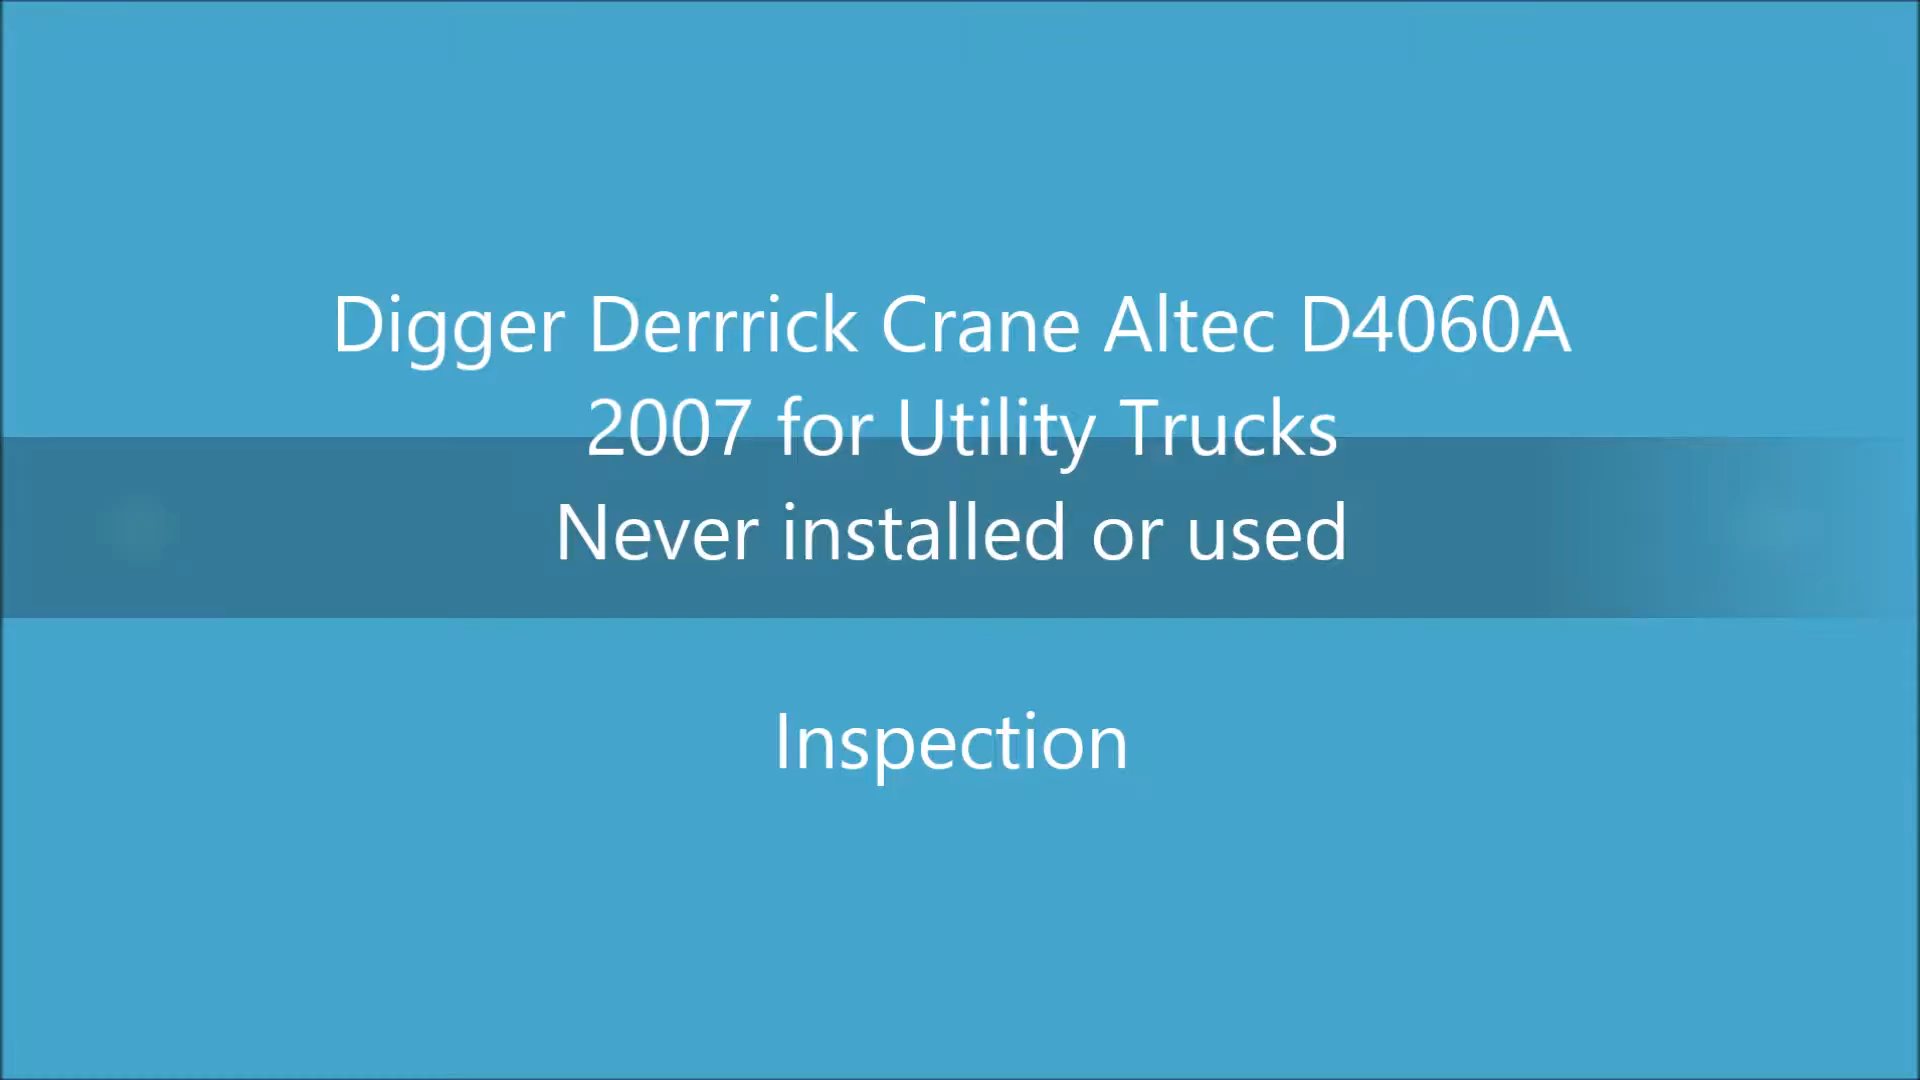 Digger Derrrick Crane Altec D4060A
2007 for Utility Trucks
Never installed or used
Inspection